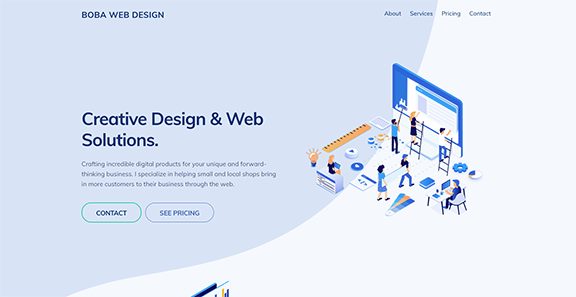 BOBA WEB DESIGN
About Services Pricing Contact
Creative Design & Web
Solutions.
Crafting incredible digital products for your unique and forward-
thinking business. I specialize in helping small and local shops bring
in more customers to their business through the web.
CONTACT SEE PRICING